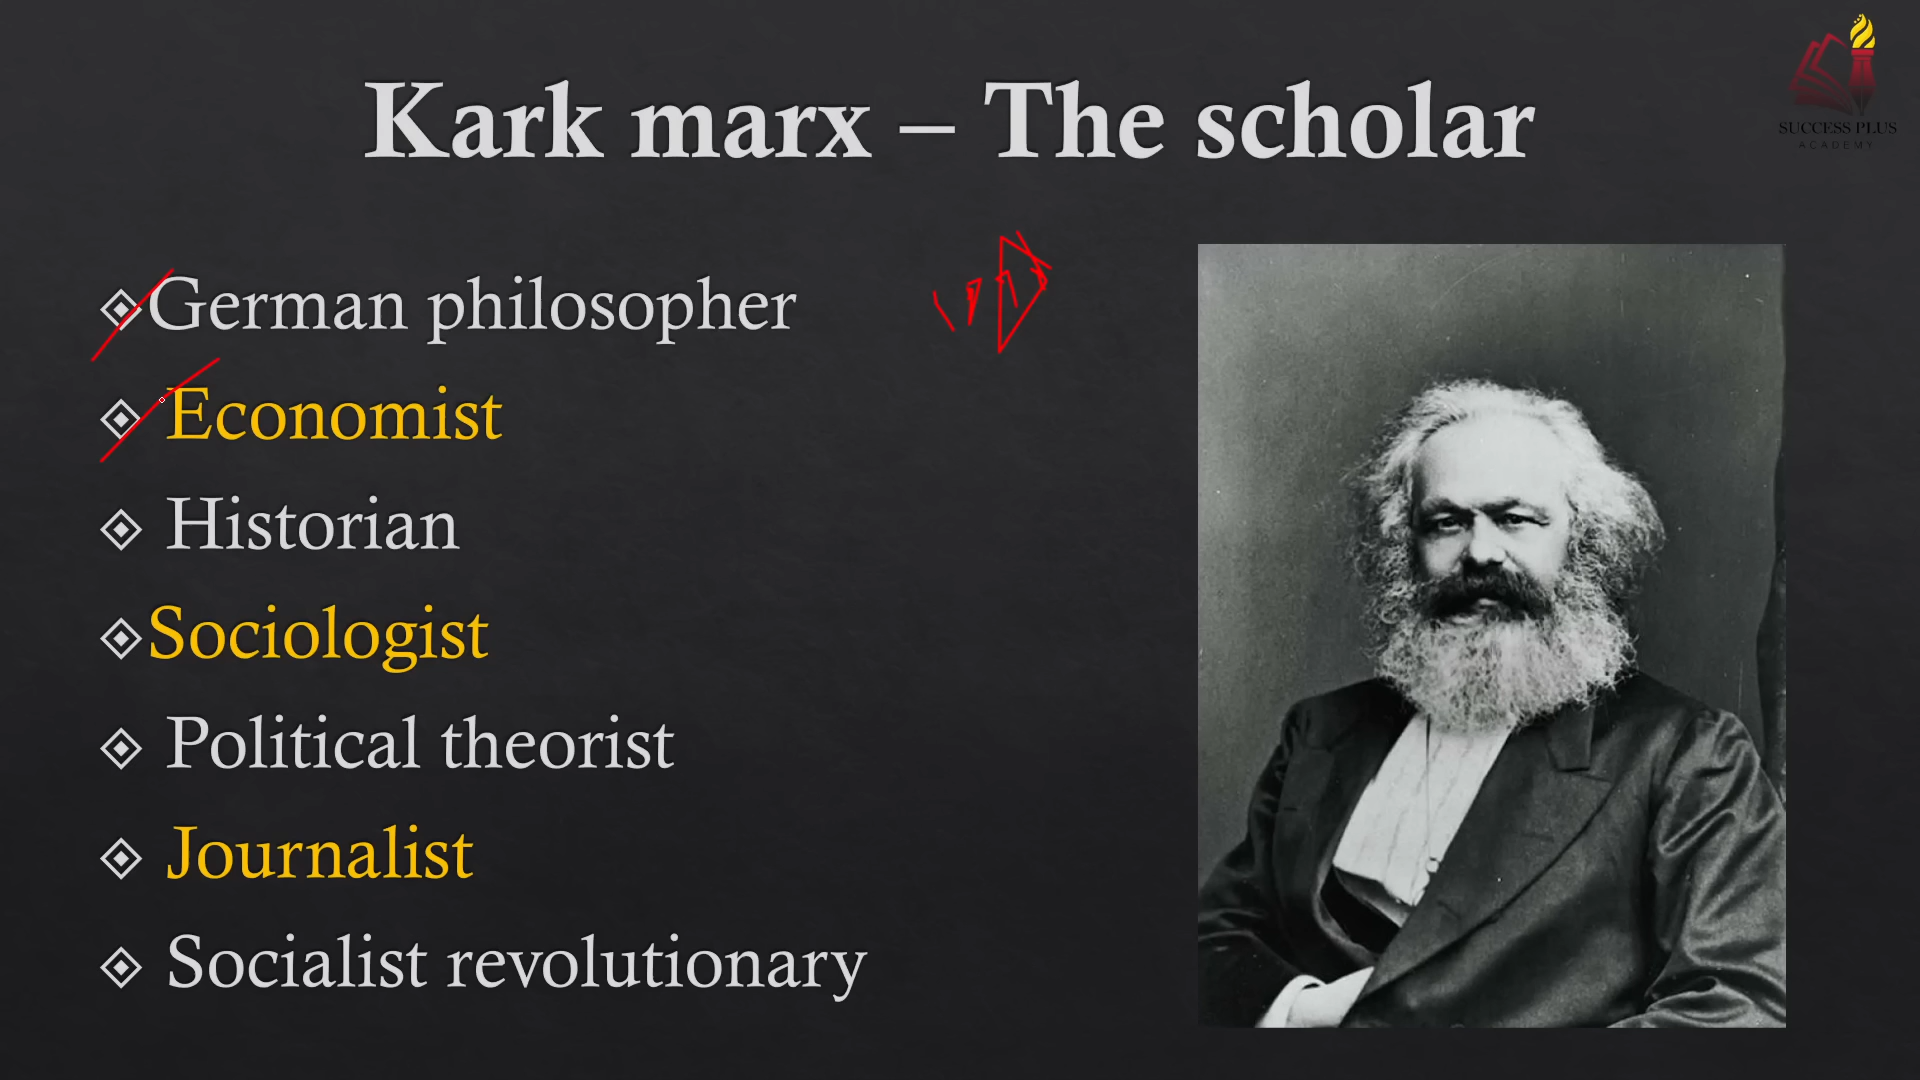 SUCCESS PLUS
ACADEMY
Kark marx – The scholar
German philosopher
Economist
Historian
Sociologist
Political theorist
Journalist
Socialist revolutionary